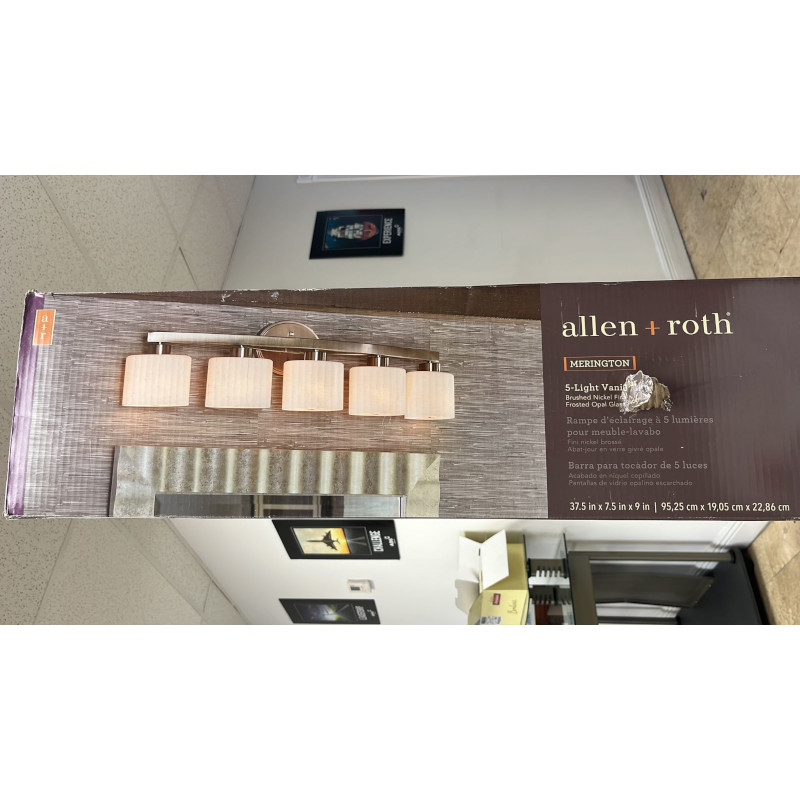 a+r
allen + roth®
MERINGTON
5-Light Vani
Brushed Nickel Fi
Frosted Opal Glas
Rampe d'éclairage à 5 lumières
pour meuble-lavabo
Fini nickel brossé
Abat-jour en verre givré opale
Barra para tocador de 5 luces
Acabado en níquel cepillado
Pantallas de vidrio opalino esmerilado
37.5 in x 7.5 in x 9 in | 95,25 cm x 19,05 cm x 22,86 cm
EXPERIENCE
CHALLENGE